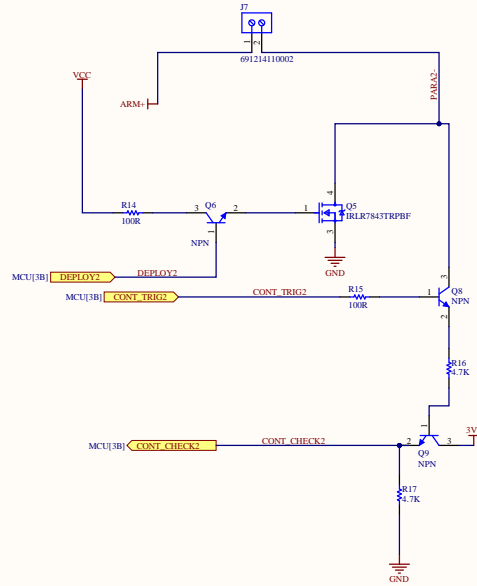 J7
1 2
691214110002
VCC
ARM+
PARA2-
4
R14
100R
3
Q6
2
1
Q5
IRLR7843TRPBF
1
NPN
3
GND
MCU[3B]
DEPLOY2
DEPLOY2
3
MCU[3B]
CONT_TRIG2
CONT_TRIG2
R15
100R
1
Q8
NPN
2
R16
4.7K
1
3V
MCU[3B]
CONT_CHECK2
CONT_CHECK2
2
3
Q9
NPN
R17
4.7K
GND